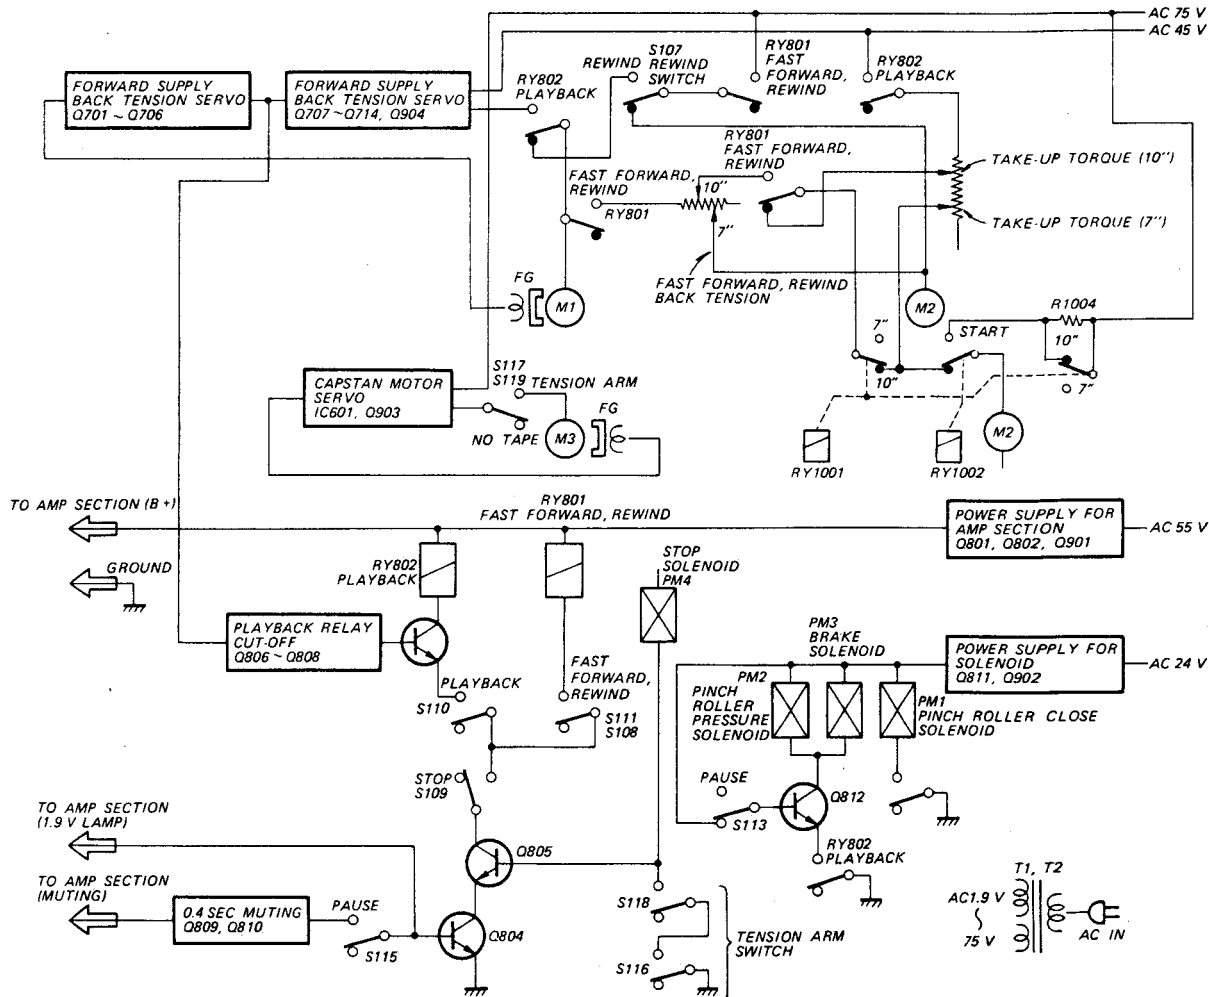 AC 75 V
AC 45 V
FORWARD SUPPLY
BACK TENSION SERVO
Q701 ~ Q706
FORWARD SUPPLY
BACK TENSION SERVO
Q707 ~ Q714, Q904
RY802
PLAYBACK
REWIND
S107
REWIND
SWITCH
RY801
FAST
FORWARD,
REWIND
RY802
PLAYBACK
RY801
FAST FORWARD,
REWIND
TAKE-UP TORQUE (10")
TAKE-UP TORQUE (7")
FAST FORWARD,
REWIND
RY801
10"
7"
FAST FORWARD, REWIND
BACK TENSION
FG
M1
M2
7"
10"
START
R1004
10"
7"
M2
RY1001
RY1002
CAPSTAN MOTOR
SERVO
IC601, Q903
S117
S119
TENSION ARM
NO TAPE
M3
FG
TO AMP SECTION (B +)
GROUND
RY801
FAST FORWARD, REWIND
POWER SUPPLY FOR
AMP SECTION
Q801, Q802, Q901
AC 55 V
RY802
PLAYBACK
STOP
SOLENOID
PM4
PLAYBACK RELAY
CUT-OFF
Q806 ~ Q808
PLAYBACK
S110
FAST
FORWARD,
REWIND
S111
S108
PM3
BRAKE
SOLENOID
POWER SUPPLY FOR
SOLENOID
Q811, Q902
AC 24 V
PM2
PINCH
ROLLER
PRESSURE
SOLENOID
PM1
PINCH ROLLER CLOSE
SOLENOID
STOP
S109
PAUSE
S113
Q812
RY802
PLAYBACK
TO AMP SECTION
(1.9 V LAMP)
Q805
TO AMP SECTION
(MUTING)
0.4 SEC MUTING
Q809, Q810
PAUSE
S115
Q804
S118
S116
TENSION ARM
SWITCH
T1, T2
AC1.9 V
75 V
AC IN